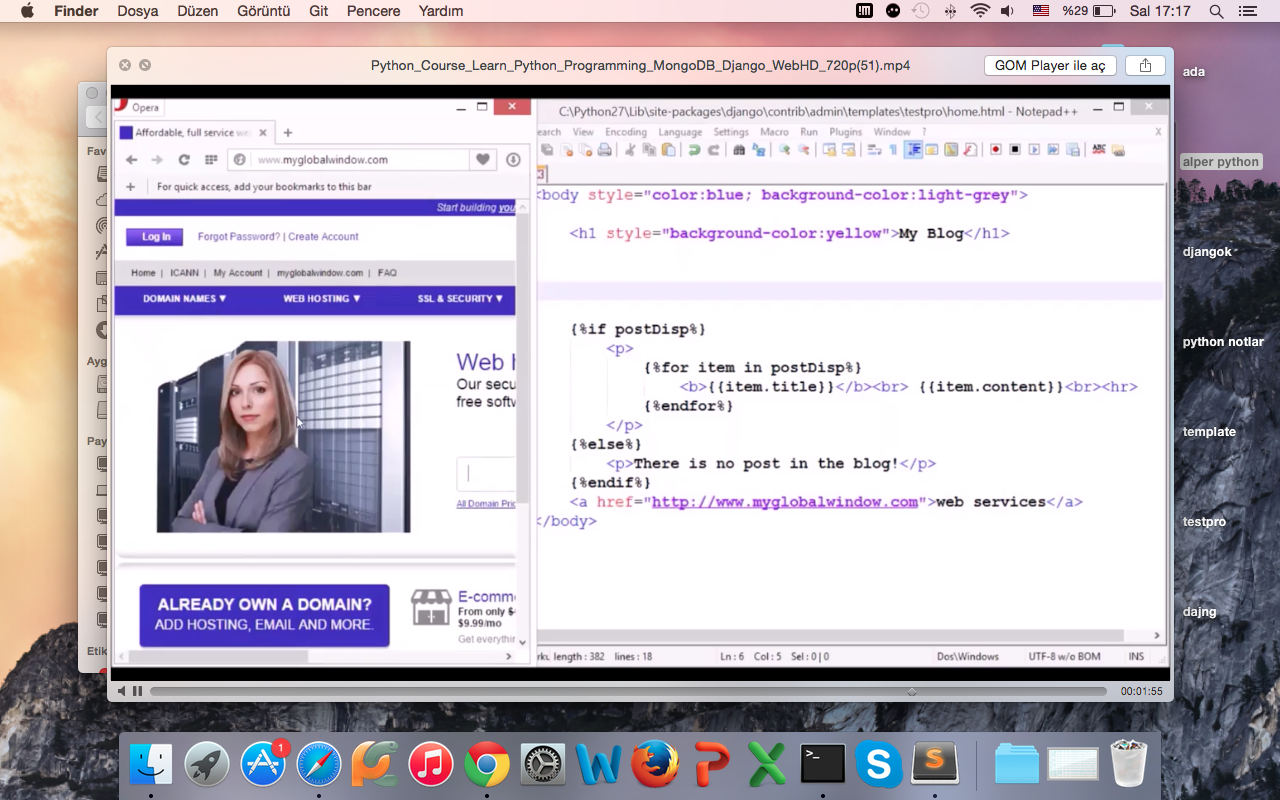 Finder Dosya Düzen Görüntü Git Pencere Yardım %29 Sal 17:17
Python_Course_Learn_Python_Programming_MongoDB_Django_WebHD_720p(51).mp4
GOM Player ile aç
Fav
Ayg
Pay
Etik
Opera
Affordable, full service we
www.myglobalwindow.com
For quick access, add your bookmarks to this bar
Start building you
Log In Forgot Password? | Create Account
Home | ICANN | My Account | myglobalwindow.com | FAQ
DOMAIN NAMES ▼ WEB HOSTING ▼ SSL & SECURITY ▼
Web h
Our secu
free softw
All Domain Pric
ALREADY OWN A DOMAIN?
ADD HOSTING, EMAIL AND MORE.
E-comm
From only $
$9.99/mo
Get everythin
C:\Python27\Lib\site-packages\django\contrib\admin\templates\testpro\home.html - Notepad++
earch View Encoding Language Settings Macro Run Plugins Window ? X
<body style="color:blue; background-color:light-grey">
<h1 style="background-color:yellow">My Blog</h1>
{%if postDisp%}
<p>
{%for item in postDisp%}
<b>{{item.title}}</b><br> {{item.content}}<br><hr>
{%endfor%}
</p>
{%else%}
<p>There is no post in the blog!</p>
{%endif%}
<a href="http://www.myglobalwindow.com">web services</a>
</body>
length : 382 lines : 18 Ln : 6 Col : 5 Sel : 0 | 0 Dos\Windows UTF-8 w/o BOM INS
00:01:55
ada
alper python
djangok
python notlar
template
testpro
dajng
1